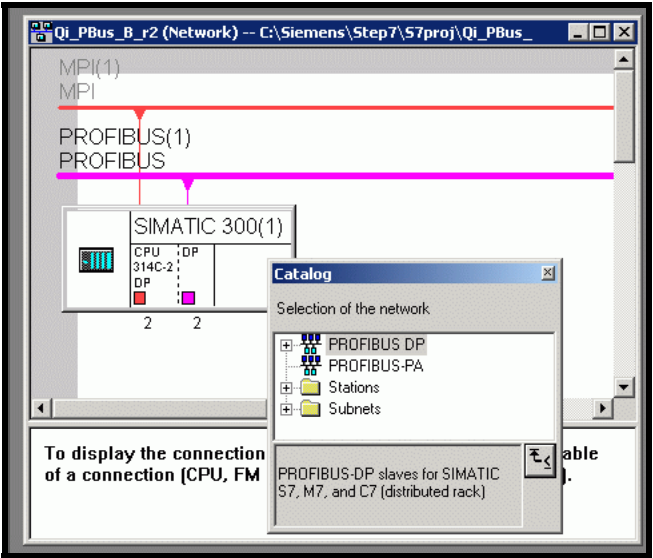 Qi_PBus_B_r2 (Network) -- C:\Siemens\Step7\S7proj\Qi_PBus_
MPI(1)
MPI
PROFIBUS(1)
PROFIBUS
SIMATIC 300(1)
CPU
314C-2
DP
DP
2
2
Catalog
Selection of the network
PROFIBUS DP
PROFIBUS-PA
Stations
Subnets
PROFIBUS-DP slaves for SIMATIC
S7, M7, and C7 (distributed rack)
To display the connection able
of a connection (CPU, FM ).